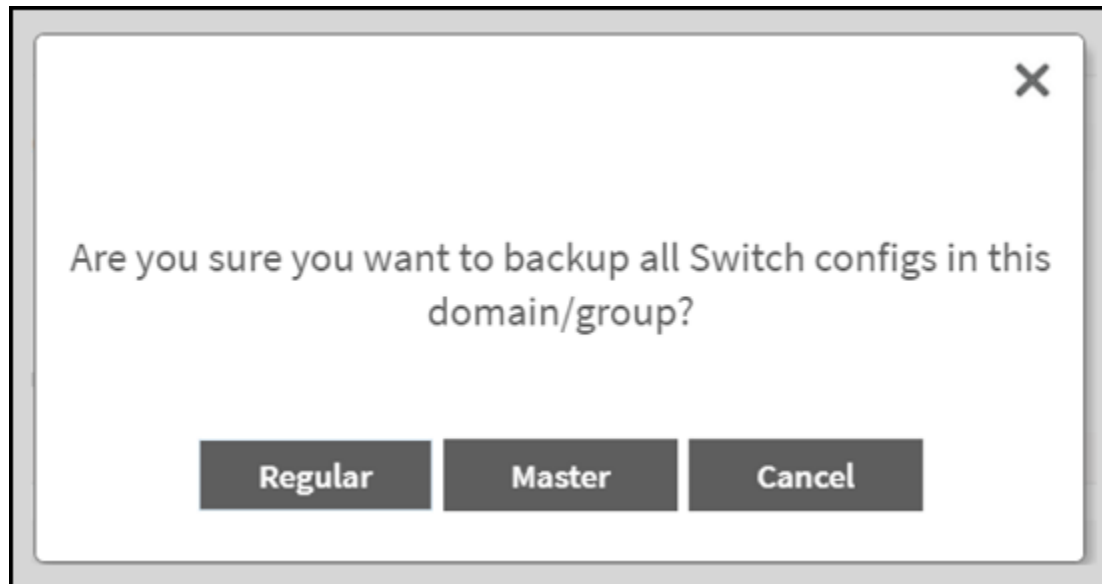 Are you sure you want to backup all Switch configs in this
domain/group?
Regular Master Cancel